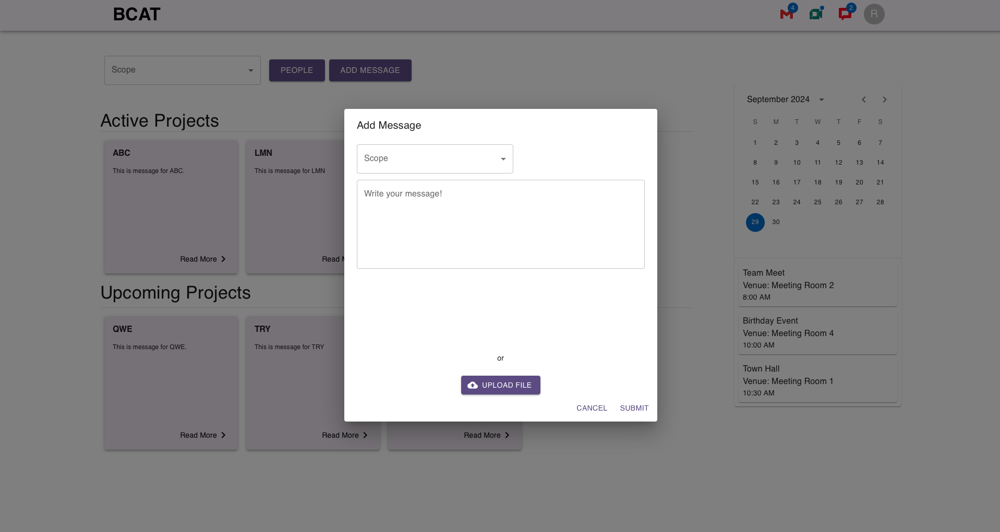 BCAT
4
2
R
Scope
PEOPLE
ADD MESSAGE
Active Projects
ABC
This is message for ABC.
Read More
LMN
This is message for LMN
Read
Upcoming Projects
QWE
This is message for QWE.
Read More
TRY
This is message for TRY
Read More
Read More
Add Message
Scope
Write your message!
or
UPLOAD FILE
CANCEL SUBMIT
September 2024
S M T W T F S
1 2 3 4 5 6 7
8 9 10 11 12 13 14
15 16 17 18 19 20 21
22 23 24 25 26 27 28
29 30
Team Meet
Venue: Meeting Room 2
8:00 AM
Birthday Event
Venue: Meeting Room 4
10:00 AM
Town Hall
Venue: Meeting Room 1
10:30 AM